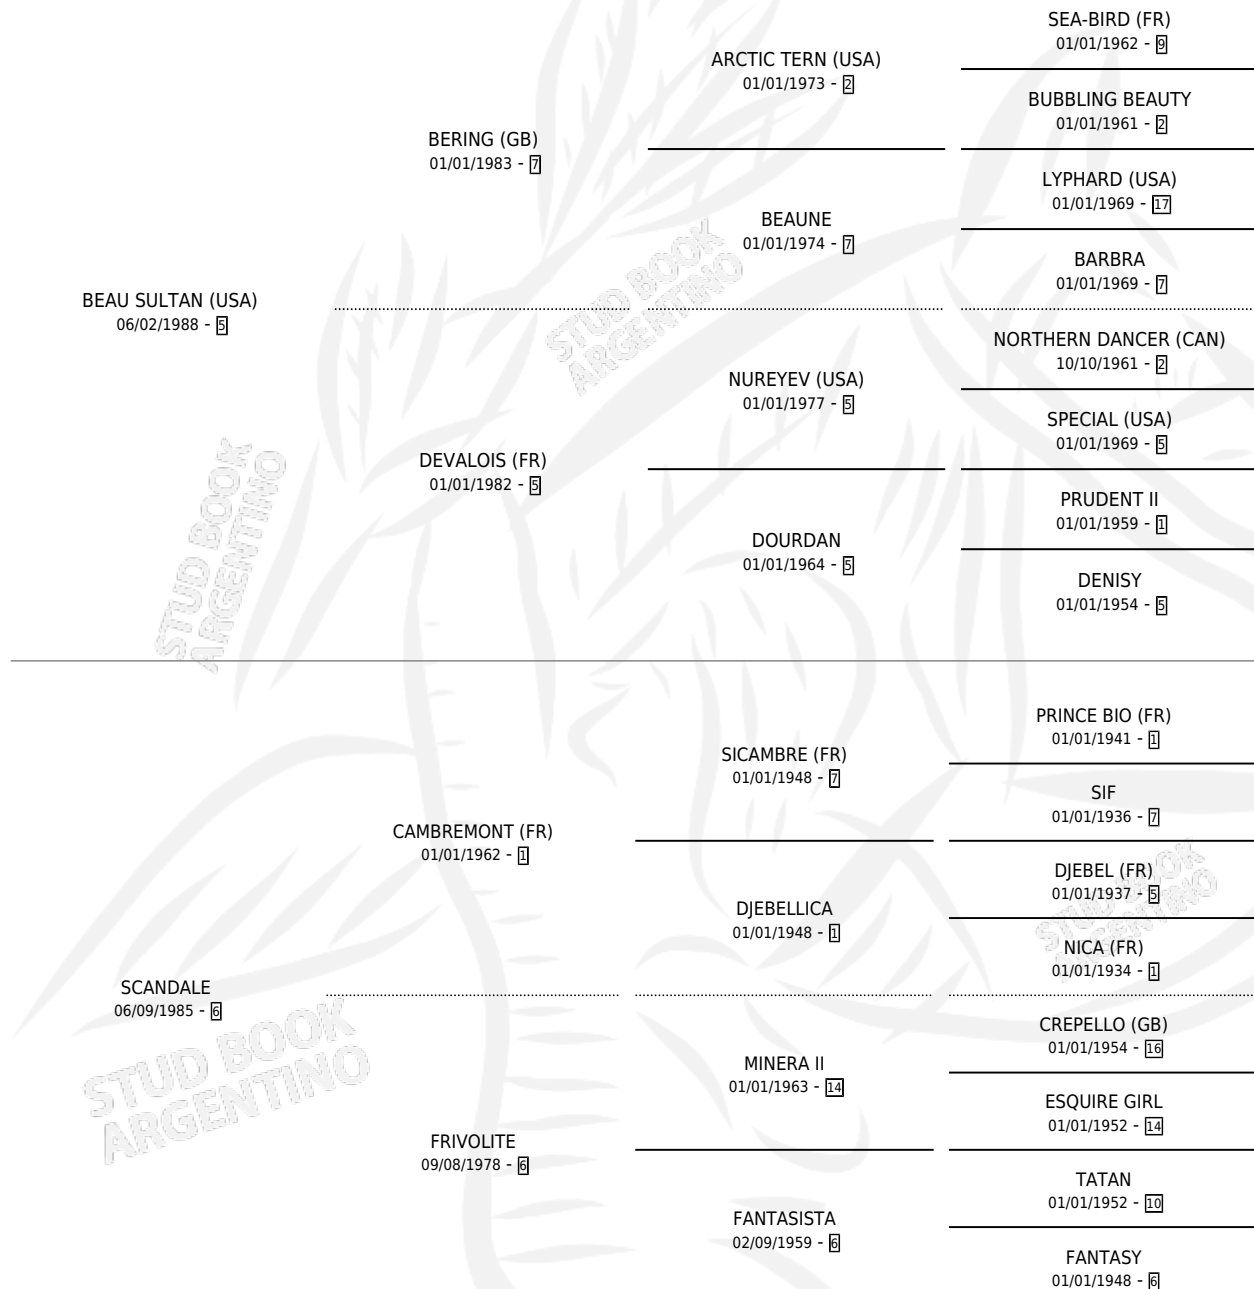 SEA-BIRD (FR)
01/01/1962 - 9
ARCTIC TERN (USA)
01/01/1973 - 2
BUBBLING BEAUTY
01/01/1961 - 2
BERING (GB)
01/01/1983 - 7
LYPHARD (USA)
01/01/1969 - 17
BEAUNE
01/01/1974 - 7
BARBRA
01/01/1969 - 7
BEAU SULTAN (USA)
06/02/1988 - 5
NORTHERN DANCER (CAN)
10/10/1961 - 2
NUREYEV (USA)
01/01/1977 - 5
SPECIAL (USA)
01/01/1969 - 5
DEVALOIS (FR)
01/01/1982 - 5
PRUDENT II
01/01/1959 - 1
DOURDAN
01/01/1964 - 5
DENISY
01/01/1954 - 5
PRINCE BIO (FR)
01/01/1941 - 1
SICAMBRE (FR)
01/01/1948 - 7
SIF
01/01/1936 - 7
CAMBREMONT (FR)
01/01/1962 - 1
DJEBEL (FR)
01/01/1937 - 5
DJEBELLICA
01/01/1948 - 1
NICA (FR)
01/01/1934 - 1
SCANDALE
06/09/1985 - 6
CREPELLO (GB)
01/01/1954 - 16
MINERA II
01/01/1963 - 14
ESQUIRE GIRL
01/01/1952 - 14
FRIVOLITE
09/08/1978 - 6
TATAN
01/01/1952 - 10
FANTASISTA
02/09/1959 - 6
FANTASY
01/01/1948 - 6
STUD BOOK
ARGENTINO
STUD BOOK
ARGENTINO
STUD BOOK
ARGENTINO
STUD BOOK
ARGENTINO